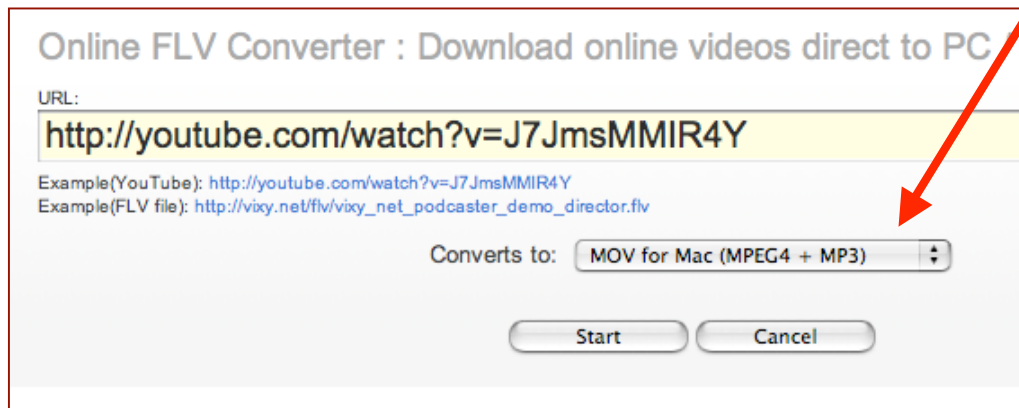 Online FLV Converter : Download online videos direct to PC
URL:
http://youtube.com/watch?v=J7JmsMMIR4Y
Example(YouTube): http://youtube.com/watch?v=J7JmsMMIR4Y
Example(FLV file): http://vixy.net/flv/vixy_net_podcaster_demo_director.flv
Converts to: MOV for Mac (MPEG4 + MP3)
Start Cancel